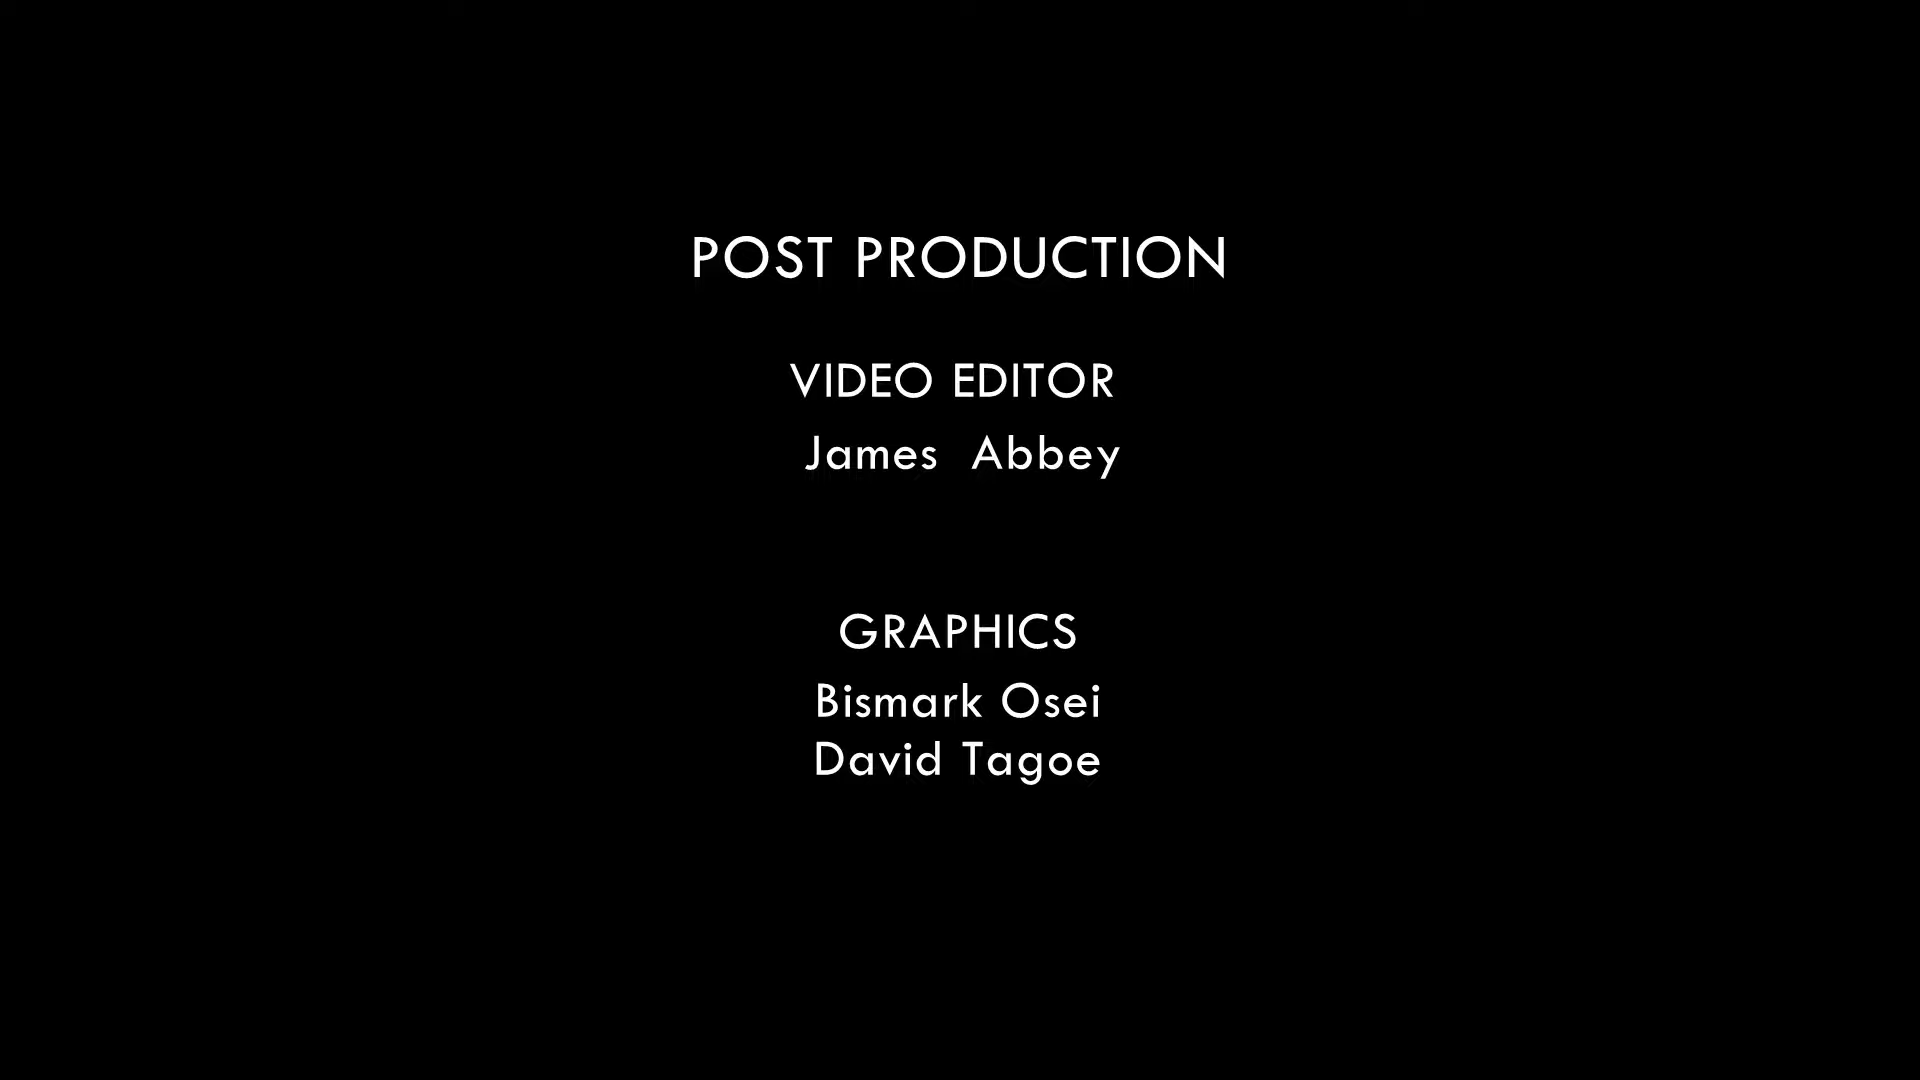 POST PRODUCTION
VIDEO EDITOR
James Abbey
GRAPHICS
Bismark Osei
David Tagoe